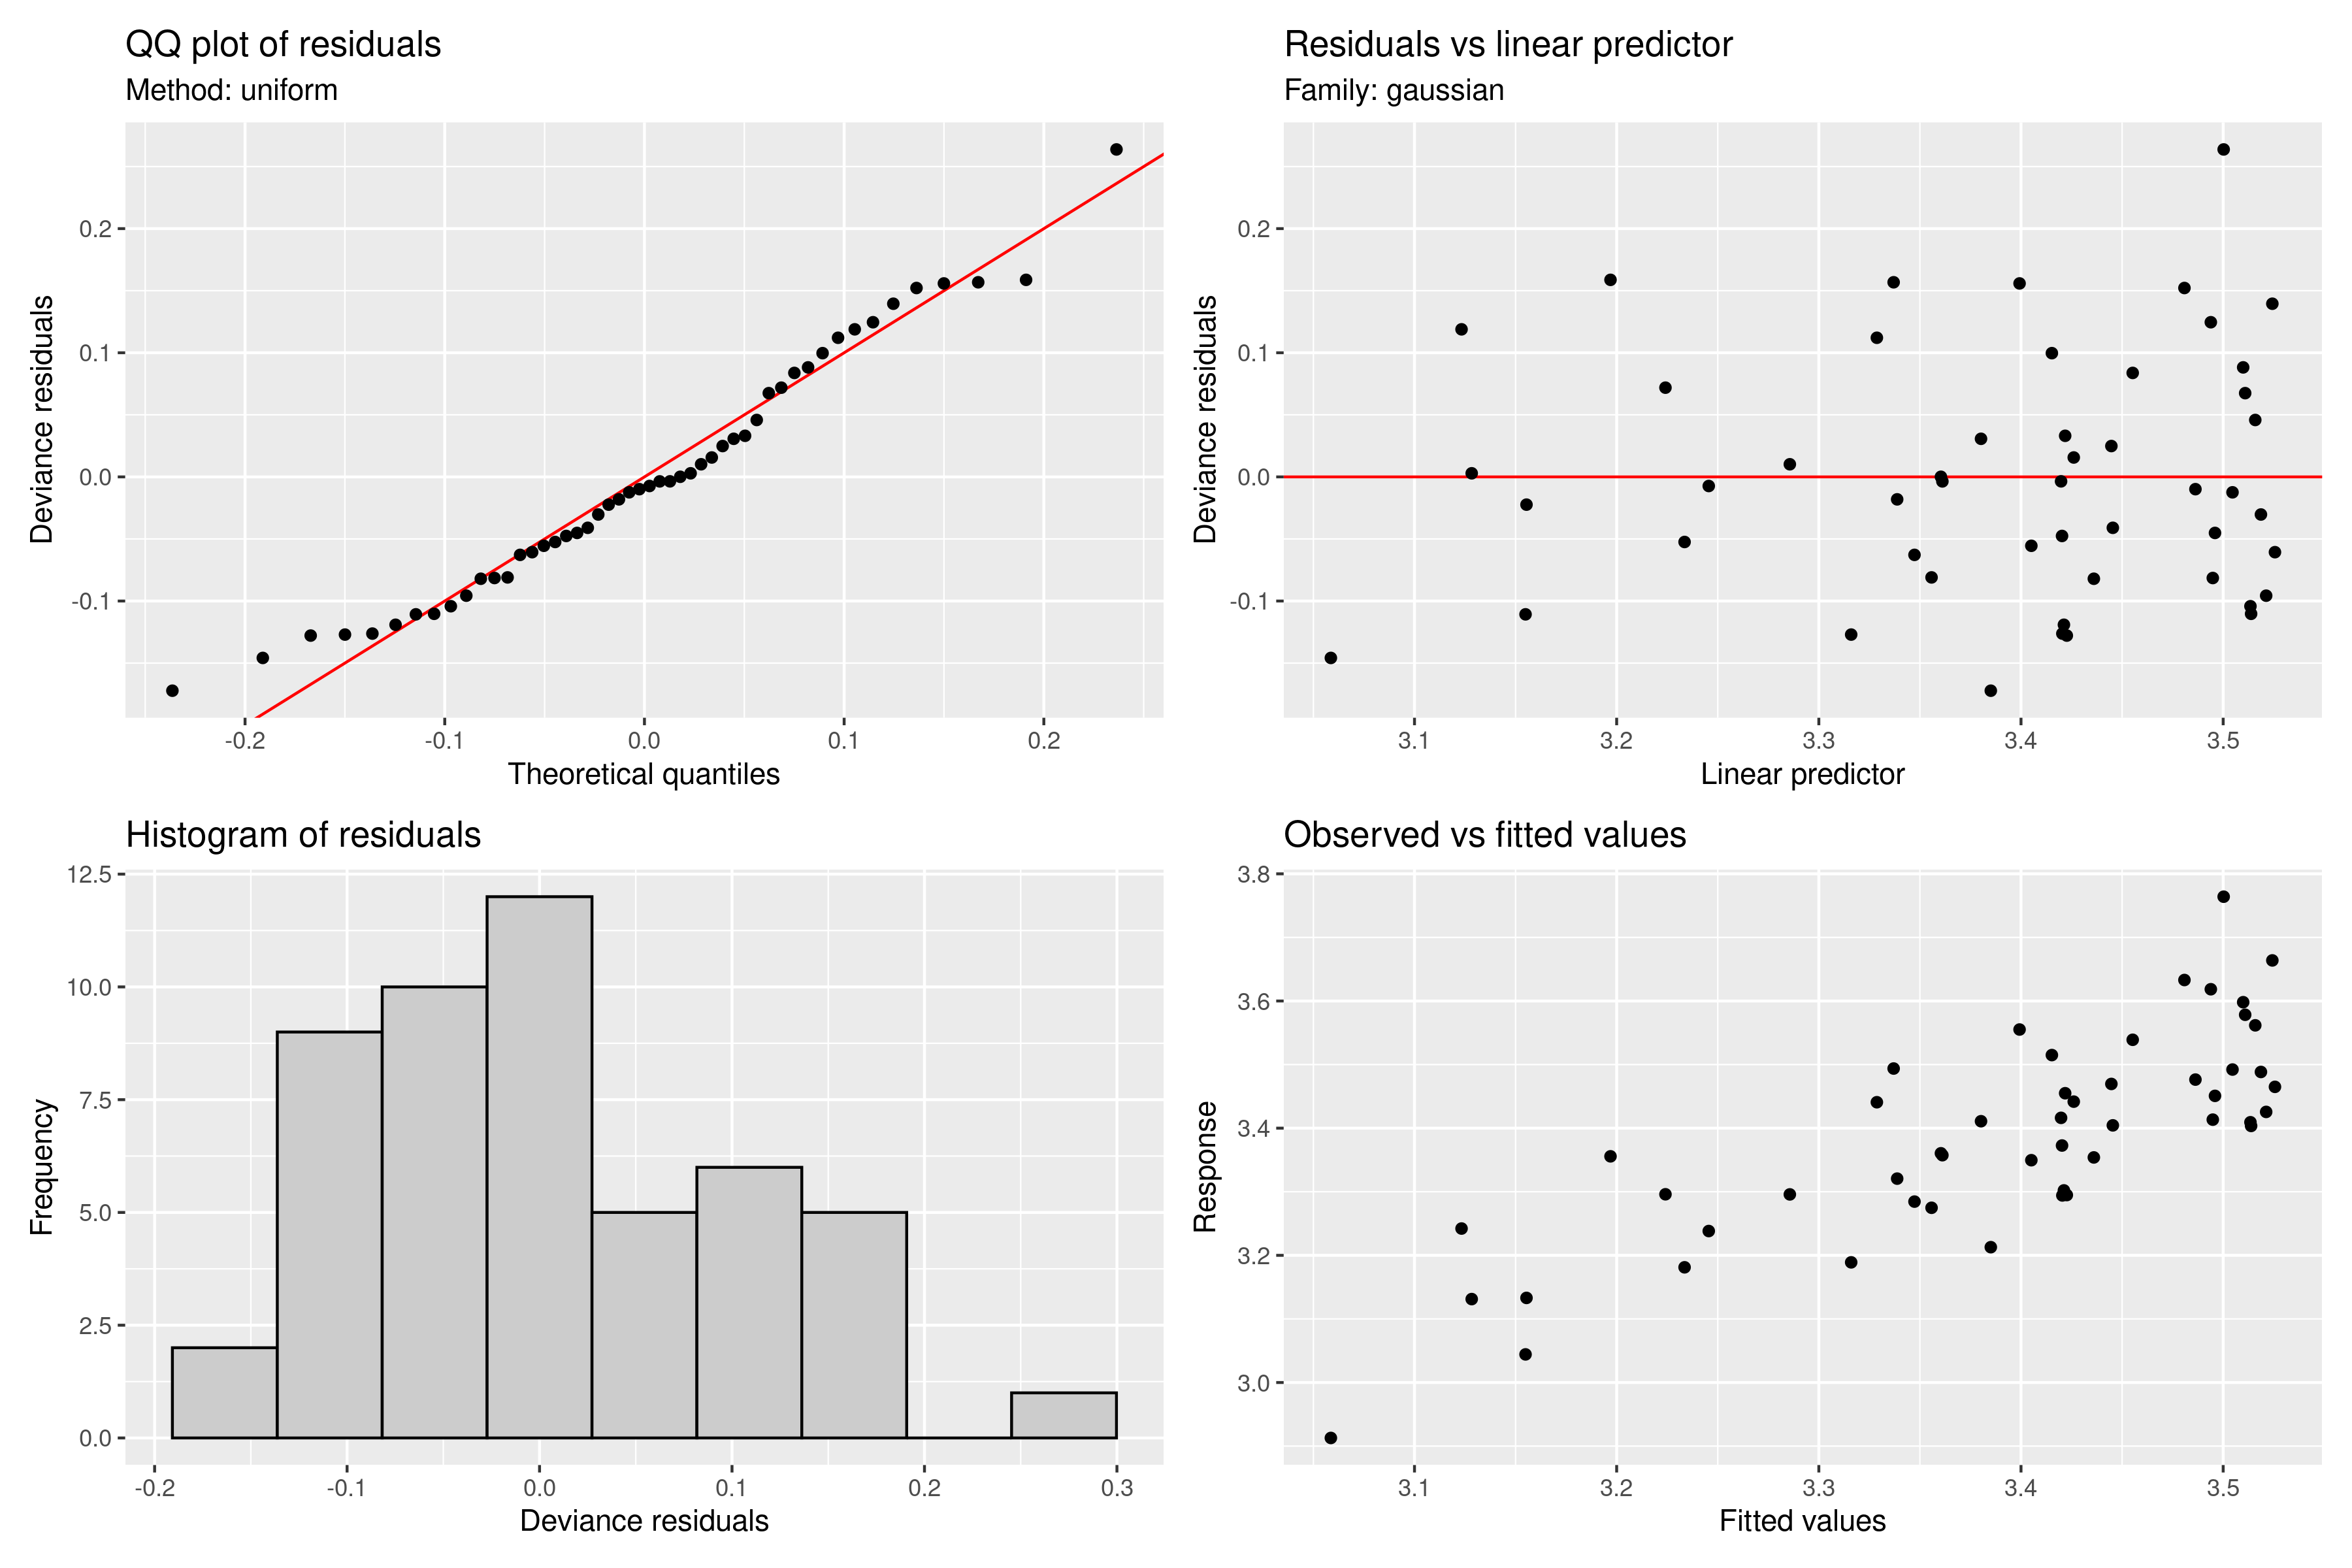 QQ plot of residuals
Method: uniform
0.2
0.1
0.0
-0.1
Deviance residuals
-0.2 -0.1 0.0 0.1 0.2
Theoretical quantiles
Residuals vs linear predictor
Family: gaussian
0.2
0.1
0.0
-0.1
Deviance residuals
3.1 3.2 3.3 3.4 3.5
Linear predictor
Histogram of residuals
12.5
10.0
7.5
5.0
2.5
0.0
Frequency
-0.2 -0.1 0.0 0.1 0.2 0.3
Deviance residuals
Observed vs fitted values
3.8
3.6
3.4
3.2
3.0
Response
3.1 3.2 3.3 3.4 3.5
Fitted values